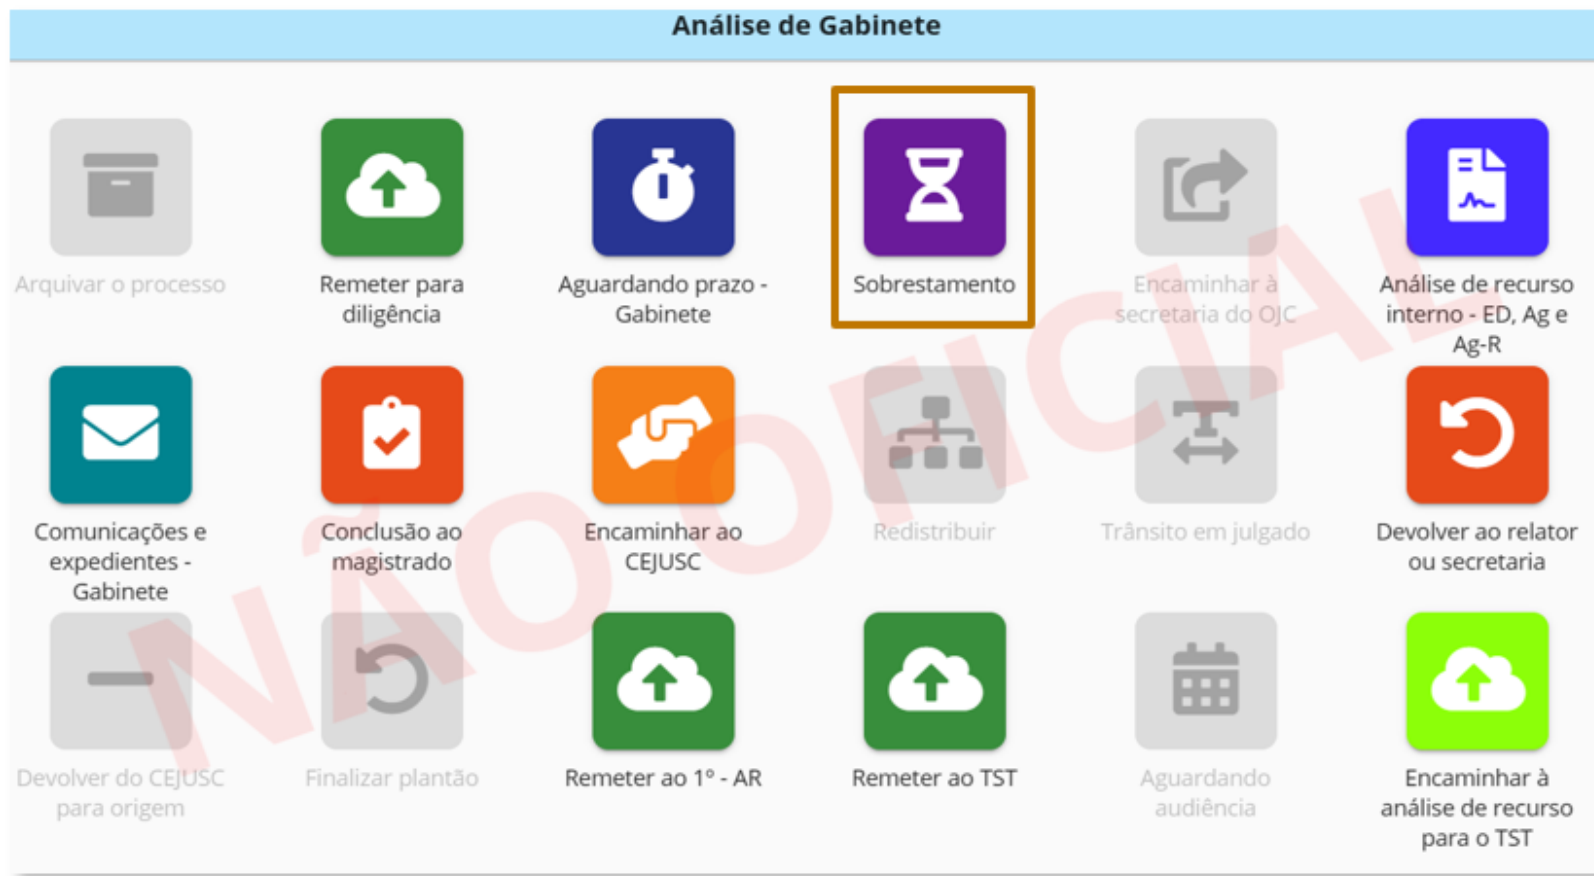 Análise de Gabinete
Arquivar o processo
Remeter para
diligência
Aguardando prazo -
Gabinete
Sobrestamento
Encaminhar à
secretaria do OJC
Análise de recurso
interno - ED, Ag e
Ag-R
Comunicações e
expedientes -
Gabinete
Conclusão ao
magistrado
Encaminhar ao
CEJUSC
Redistribuir
Trânsito em julgado
Devolver ao relator
ou secretaria
Devolver do CEJUSC
para origem
Finalizar plantão
Remeter ao 1º - AR
Remeter ao TST
Aguardando
audiência
Encaminhar à
análise de recurso
para o TST
NÃO OFICIAL